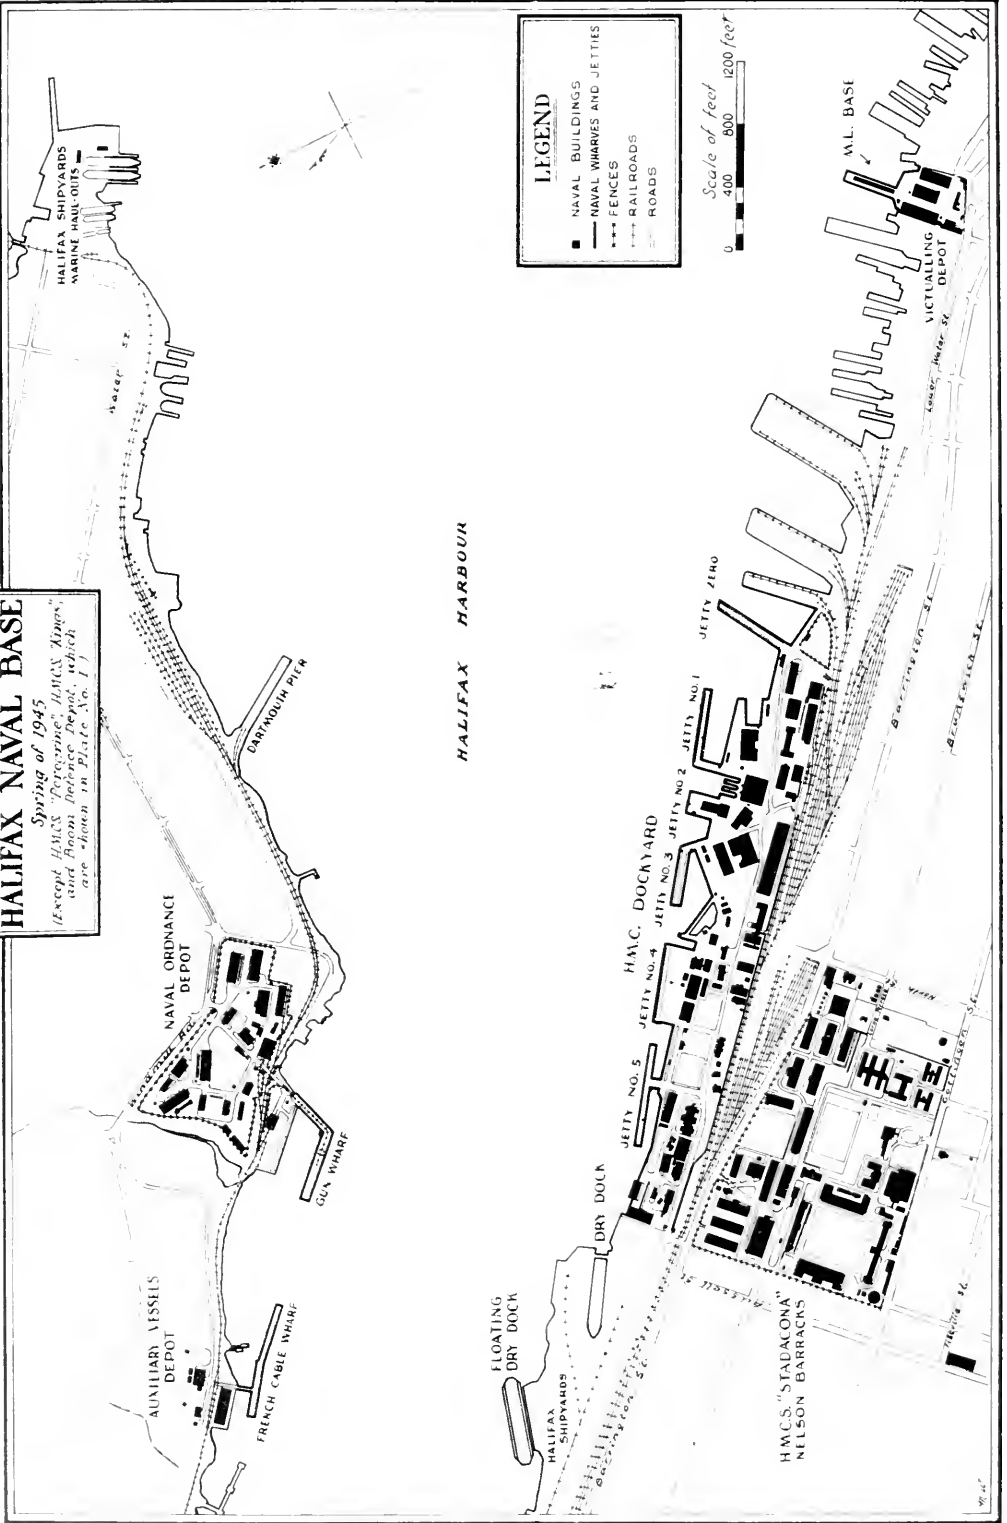 HALIFAX NAVAL BASE
Spring of 1945
(Except H.M.C.S. "Peregrine", H.M.C.S. "Kings",
and Boom Defence Depot, which
are shown in Plate No. 1.)
HALIFAX SHIPYARDS
MARINE HAUL-OUTS
Water St.
LEGEND
NAVAL BUILDINGS
NAVAL WHARVES AND JETTIES
FENCES
RAILROADS
ROADS
Scale of feet
0 400 800 1200 feet
M.L. BASE
VICTUALLING
DEPOT
Lower Water St.
DARTMOUTH PIER
HALIFAX HARBOUR
NAVAL ORDNANCE
DEPOT
GUN WHARF
AUXILIARY VESSELS
DEPOT
FRENCH CABLE WHARF
JETTY ZERO
JETTY NO. 1
JETTY NO 2
JETTY NO. 3
H.M.C. DOCKYARD
JETTY NO. 4
JETTY NO. 5
DRY DOCK
FLOATING
DRY DOCK
HALIFAX
SHIPYARDS
Barrington St.
Barrington St.
Brunswick St.
North
Gottingen St.
Russell St.
H.M.C.S. "STADACONA"
NELSON BARRACKS